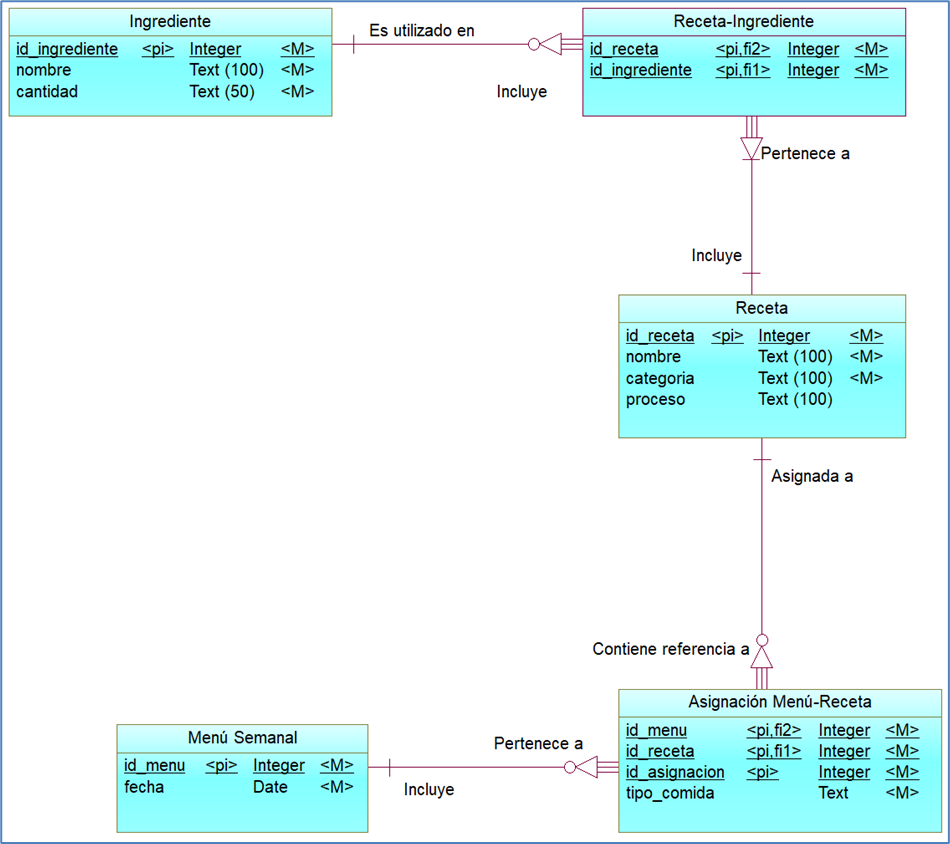 Ingrediente
id_ingrediente <pi> Integer <M>
nombre Text (100) <M>
cantidad Text (50) <M>
Es utilizado en
Incluye
Receta-Ingrediente
id_receta <pi,fi2> Integer <M>
id_ingrediente <pi,fi1> Integer <M>
Pertenece a
Incluye
Receta
id_receta <pi> Integer <M>
nombre Text (100) <M>
categoria Text (100) <M>
proceso Text (100)
Asignada a
Contiene referencia a
Asignación Menú-Receta
id_menu <pi,fi2> Integer <M>
id_receta <pi,fi1> Integer <M>
id_asignacion <pi> Integer <M>
tipo_comida Text <M>
Pertenece a
Incluye
Menú Semanal
id_menu <pi> Integer <M>
fecha Date <M>